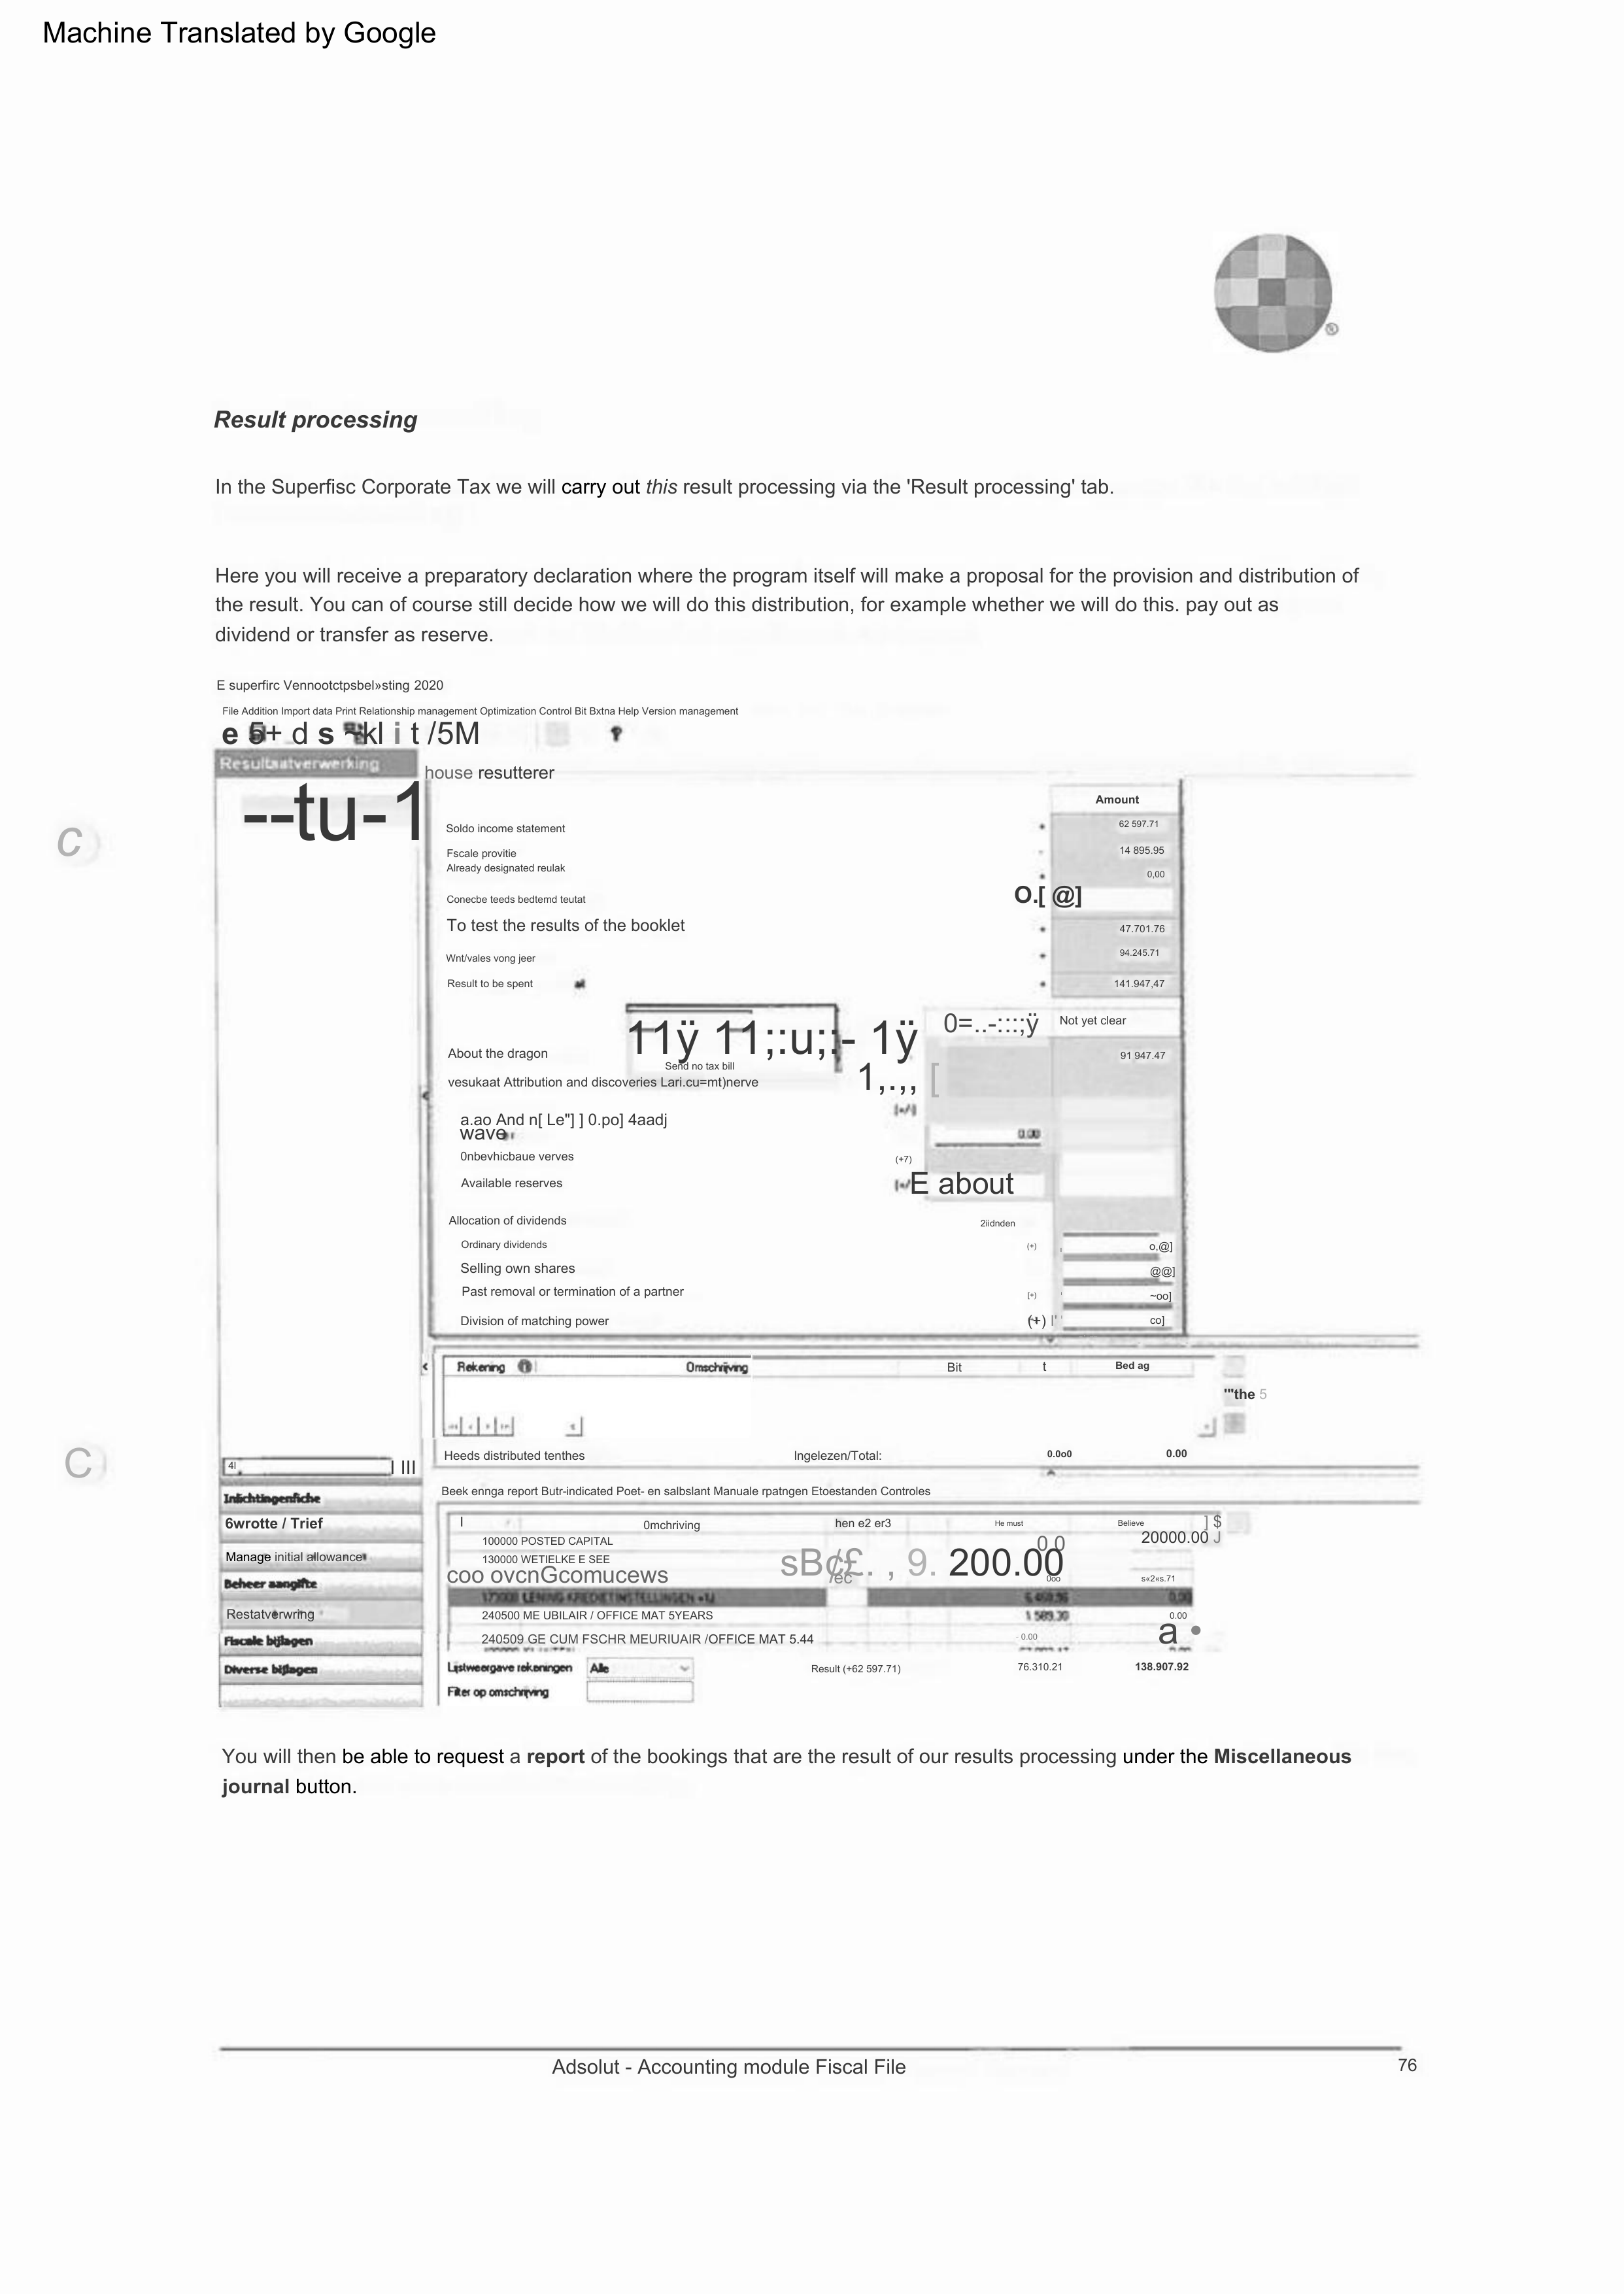 Machine Translated by Google
Result processing
In the Superfisc Corporate Tax we will carry out this result processing via the 'Result processing' tab.
Here you will receive a preparatory declaration where the program itself will make a proposal for the provision and distribution of
the result. You can of course still decide how we will do this distribution, for example whether we will do this. pay out as
dividend or transfer as reserve.
E superfirc Vennootctpsbel»sting 2020
File Addition Import data Print Relationship management Optimization Control Bit Bxtna Help Version management
Resultaatverwerking
house resutterer
--tu-1
Amount
Soldo income statement 62 597.71
Fscale provitie 14 895.95
Already designated reulak 0,00
Conecbe teeds bedtemd teutat O.[ @]
To test the results of the booklet 47.701.76
Wnt/vales vong jeer 94.245.71
Result to be spent 141.947,47
11ÿ 11;:u;:- 1ÿ 0=..-:::;ÿ Not yet clear
About the dragon 91 947.47
Send no tax bill
vesukaat Attribution and discoveries Lari.cu=mt)nerve 1,.,, [
a.ao And n[ Le"] ] 0.po] 4aadj
wave 0.00
0nbevhicbaue verves (+7)
Available reserves E about
Allocation of dividends 2iidnden
Ordinary dividends (+) o,@]
Selling own shares @@]
Past removal or termination of a partner [+) ~oo]
Division of matching power (+) co]
Rekening Omschrijving Bit t Bed ag
'"the 5
Heeds distributed tenthes Ingelezen/Total: 0.0o0 0.00
4l
Beek ennga report Butr-indicated Poet- en salbslant Manuale rpatngen Etoestanden Controles
Inlichtingenfiche
6wrotte / Trief
Manage initial allowance
Beheer aangifte
Restatverwring
Fiscale bijlagen
Diverse bijlagen
0mchriving hen e2 er3 He must Believe ] $
100000 POSTED CAPITAL 0 0 20000.00 J
130000 WETIELKE E SEE sB¢£. , 9. 200.00
coo ovcnGcomucews /ec 0oo s«2«s.71
173000 LENING KREDIETINSTELLINGEN +1J 0,00
240500 ME UBILAIR / OFFICE MAT 5YEARS 1 589.30 0.00
240509 GE CUM FSCHR MEURIUAIR /OFFICE MAT 5.44 0.00 a •
Lijstweergave rekeningen Alle Result (+62 597.71) 76.310.21 138.907.92
Filter op omschrijving
You will then be able to request a report of the bookings that are the result of our results processing under the Miscellaneous
journal button.
Adsolut - Accounting module Fiscal File 76
C
C